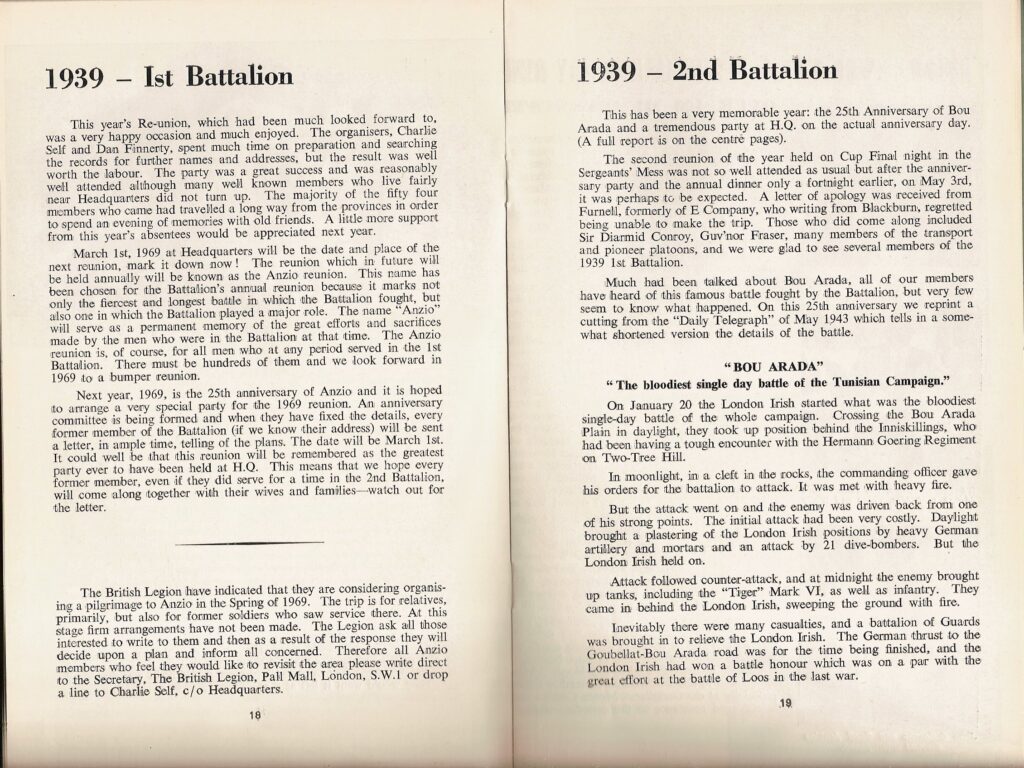 1939 – Ist Battalion
This year's Re-union, which had been much looked forward to,
was a very happy occasion and much enjoyed. The organisers, Charlie
Self and Dan Finnerty, spent much time on preparation and searching
the records for further names and addresses, but the result was well
worth the labour. The party was a great success and was reasonably
well attended although many well known members who live fairly
near Headquarters did not turn up. The majority of the fifty four
members who came had travelled a long way from the provinces in order
to spend an evening of memories with old friends. A little more support
from this year's absentees would be appreciated next year.
March 1st, 1969 at Headquarters will be the date and place of the
next reunion, mark it down now! The reunion which in future will
be held annually will be known as the Anzio reunion. This name has
been chosen for the Battalion's annual reunion because it marks not
only the fiercest and longest battle in which the Battalion fought, but
also one in which the Battalion played a major role. The name "Anzio"
will serve as a permanent memory of the great efforts and sacrifices
made by the men who were in the Battalion at that time. The Anzio
reunion is, of course, for all men who at any period served in the 1st
Battalion. There must be hundreds of them and we look forward in
1969 to a bumper reunion.
Next year, 1969, is the 25th anniversary of Anzio and it is hoped
to arrange a very special party for the 1969 reunion. An anniversary
committee is being formed and when they have fixed the details, every
former member of the Battalion (if we know their address) will be sent
a letter, in ample time, telling of the plans. The date will be March 1st.
It could well be that this reunion will be remembered as the greatest
party ever to have been held at H.Q. This means that we hope every
former member, even if they did serve for a time in the 2nd Battalion,
will come along together with their wives and families—watch out for
the letter.
The British Legion have indicated that they are considering organis-
ing a pilgrimage to Anzio in the Spring of 1969. The trip is for relatives,
primarily, but also for former soldiers who saw service there. At this
stage firm arrangements have not been made. The Legion ask all those
interested to write to them and then as a result of the response they will
decide upon a plan and inform all concerned. Therefore all Anzio
members who feel they would like to revisit the area please write direct
to the Secretary, The British Legion, Pall Mall, London, S.W.1 or drop
a line to Charlie Self, c/o Headquarters.
18
1939 – 2nd Battalion
This has been a very memorable year: the 25th Anniversary of Bou
Arada and a tremendous party at H.Q. on the actual anniversary day.
(A full report is on the centre pages).
The second reunion of the year held on Cup Final night in the
Sergeants' Mess was not so well attended as usual but after the anniver-
sary party and the annual dinner only a fortnight earlier, on May 3rd,
it was perhaps to be expected. A letter of apology was received from
Furnell, formerly of E Company, who writing from Blackburn, regretted
being unable to make the trip. Those who did come along included
Sir Diarmid Conroy, Guv'nor Fraser, many members of the transport
and pioneer platoons, and we were glad to see several members of the
1939 1st Battalion.
Much had been talked about Bou Arada, all of our members
have heard of this famous battle fought by the Battalion, but very few
seem to know what happened. On this 25th anniversary we reprint a
cutting from the "Daily Telegraph" of May 1943 which tells in a some-
what shortened version the details of the battle.
"BOU ARADA"
"The bloodiest single day battle of the Tunisian Campaign."
On January 20 the London Irish started what was the bloodiest
single-day battle of the whole campaign. Crossing the Bou Arada
Plain in daylight, they took up position behind the Inniskillings, who
had been having a tough encounter with the Hermann Goering Regiment
on Two-Tree Hill.
In moonlight, in a cleft in the rocks, the commanding officer gave
his orders for the battalion to attack. It was met with heavy fire.
But the attack went on and the enemy was driven back from one
of his strong points. The initial attack had been very costly. Daylight
brought a plastering of the London Irish positions by heavy German
artillery and mortars and an attack by 21 dive-bombers. But the
London Irish held on.
Attack followed counter-attack, and at midnight the enemy brought
up tanks, including the "Tiger" Mark VI, as well as infantry. They
came in behind the London Irish, sweeping the ground with fire.
Inevitably there were many casualties, and a battalion of Guards
was brought in to relieve the London Irish. The German thrust to the
Goubellat-Bou Arada road was for the time being finished, and the
London Irish had won a battle honour which was on a par with the
great effort at the battle of Loos in the last war.
19